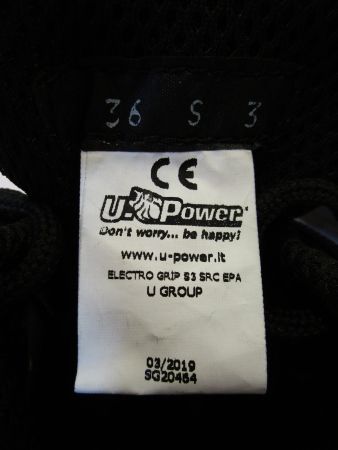 36 S 3
CE
U-Power
Don't worry... be happy!
www.u-power.it
ELECTRO GRIP S3 SRC EPA
U GROUP
03/2019
SG20464